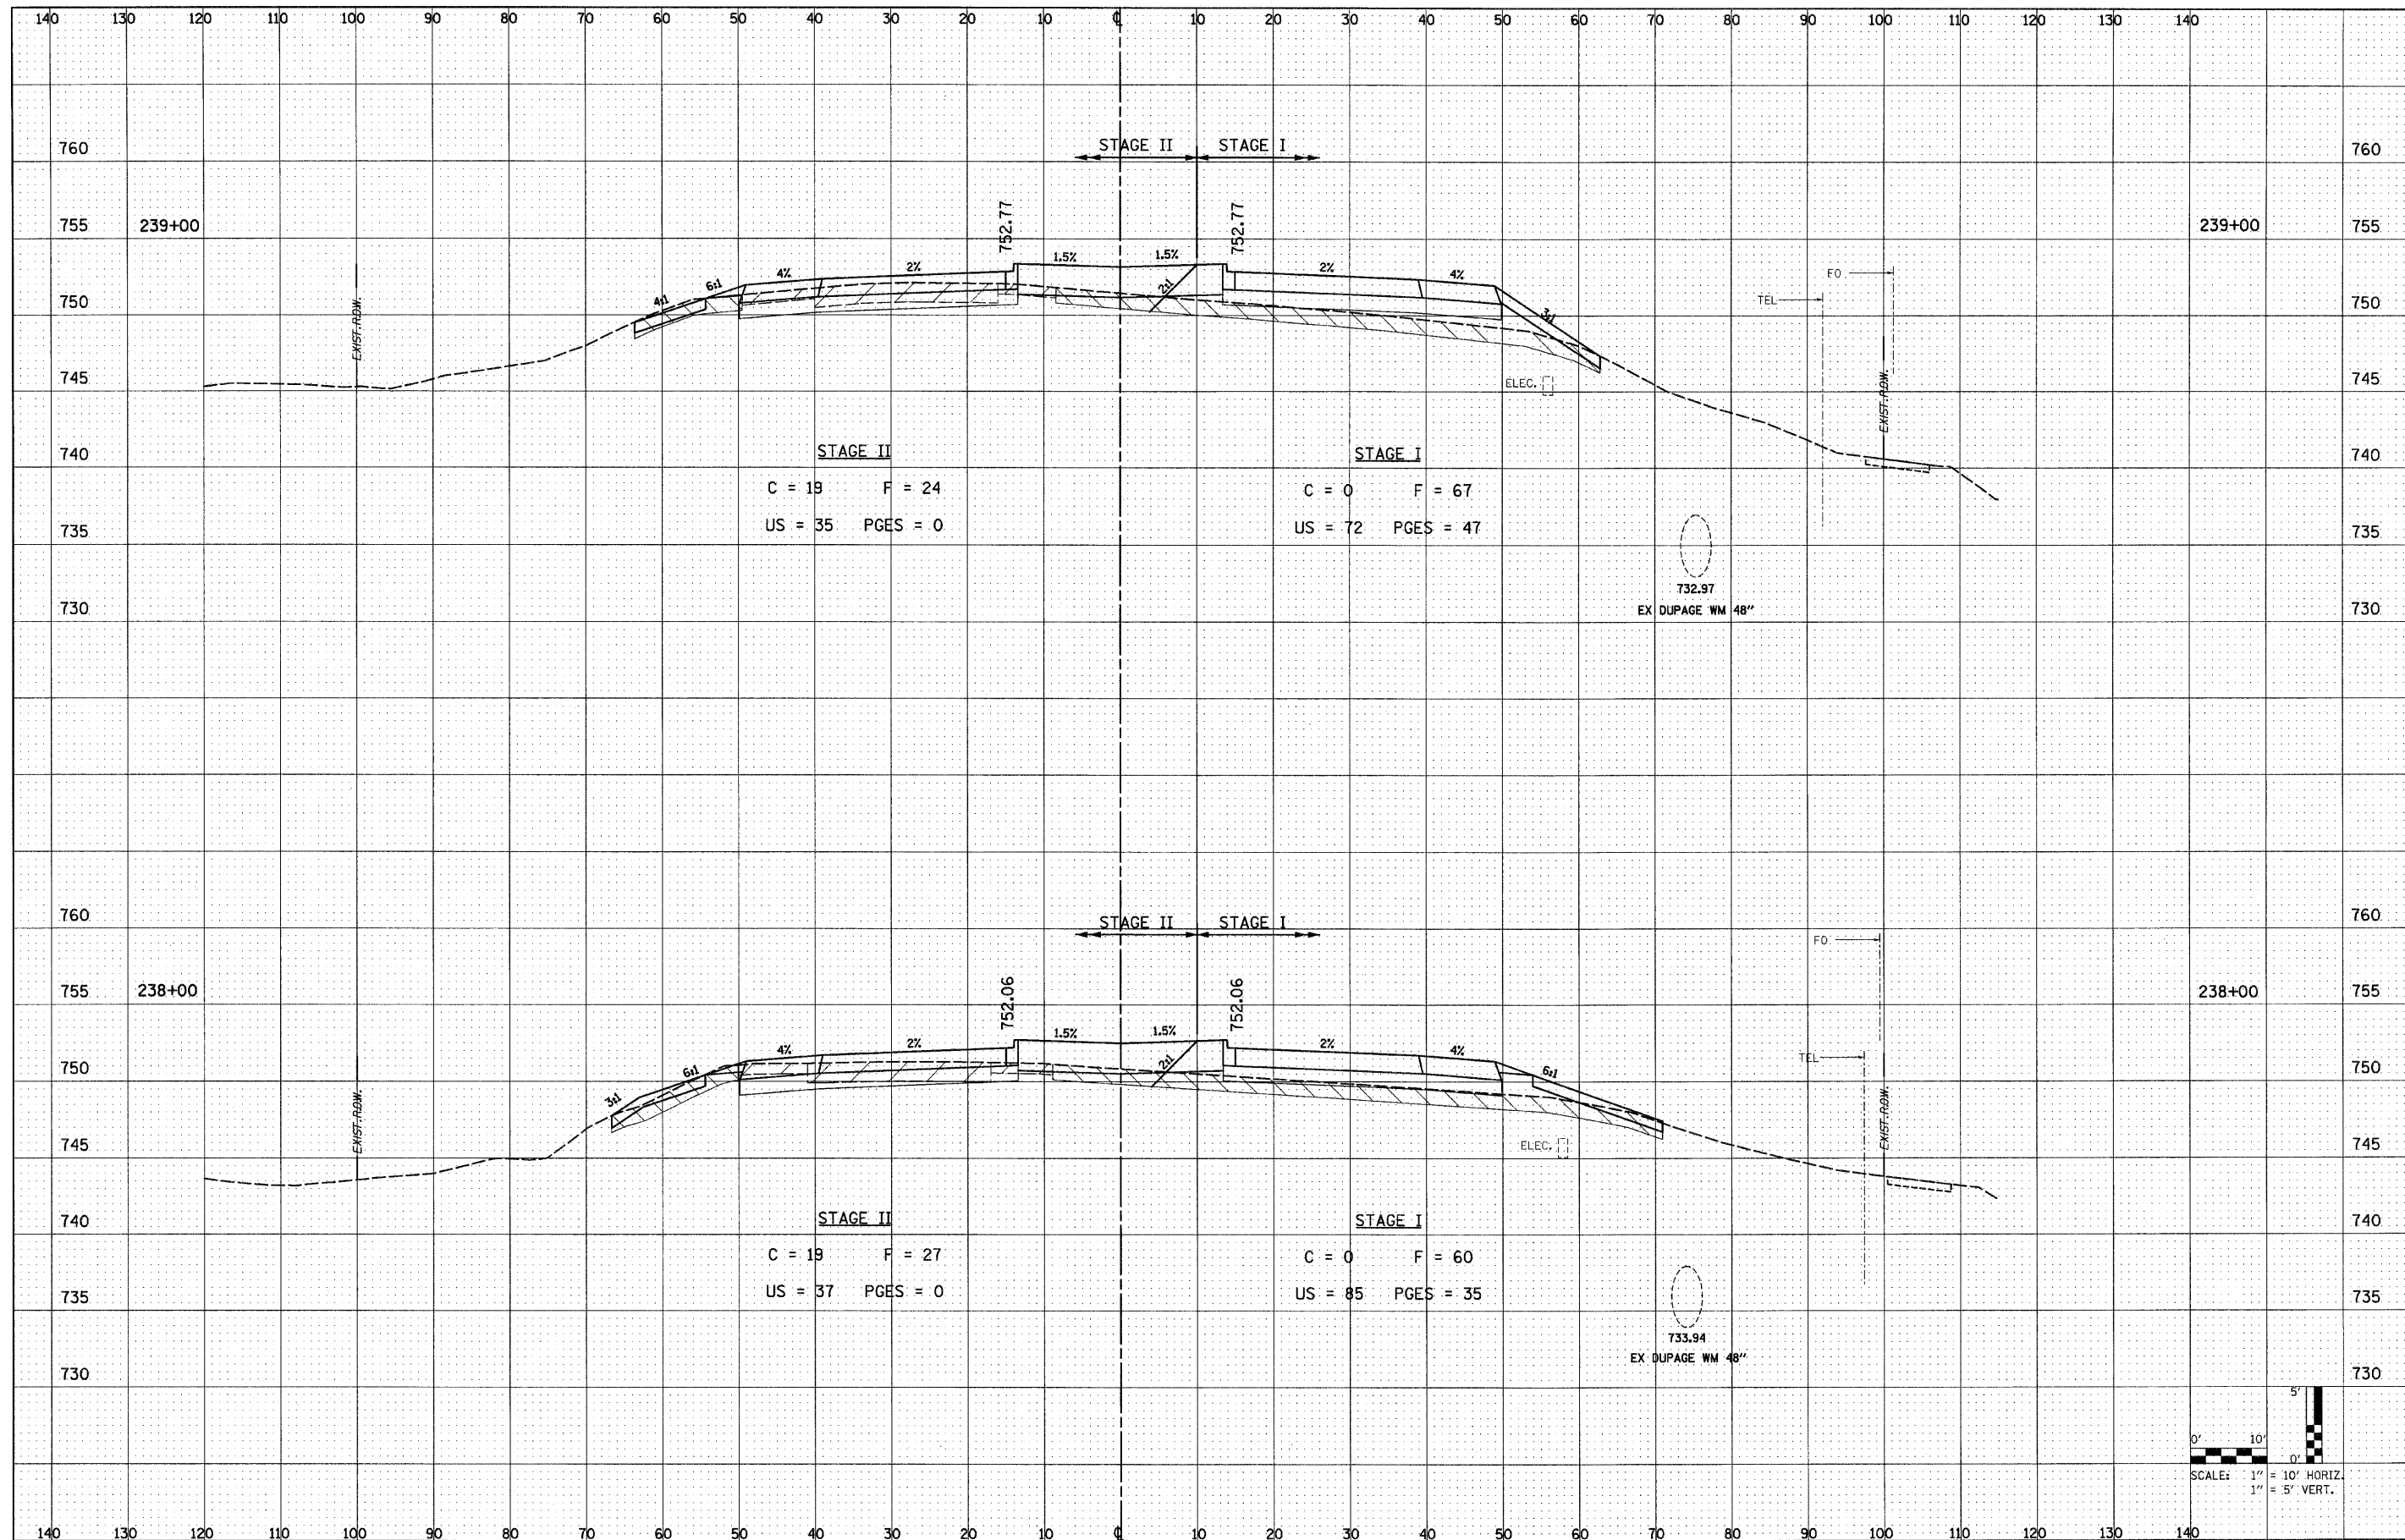 140 130 120 110 100 90 80 70 60 50 40 30 20 10 ℄ 10 20 30 40 50 60 70 80 90 100 110 120 130 140
STAGE II STAGE I
760 760
752.77 752.77
755 239+00 239+00 755
4:1 6:1 4% 2% 1.5% 1.5% 2% 4%
FO
TEL
750 EXIST. R.O.W. 2:1 3:1 750
745 ELEC. EXIST. R.O.W. 745
740 STAGE II STAGE I 740
C = 19 F = 24 C = 0 F = 67
US = 35 PGES = 0 US = 72 PGES = 47
735 735
732.97
730 EX DUPAGE WM 48" 730
760 STAGE II STAGE I 760
FO
752.06 752.06
755 238+00 238+00 755
4% 2% 1.5% 1.5% 2% 4%
TEL
750 3:1 6:1 2:1 6:1 750
745 EXIST. R.O.W. ELEC. EXIST. R.O.W. 745
740 STAGE II STAGE I 740
C = 19 F = 27 C = 0 F = 60
US = 37 PGES = 0 US = 85 PGES = 35
735 735
733.94
EX DUPAGE WM 48"
730 730
5'
0' 10' 0'
SCALE: 1" = 10' HORIZ.
1" = 5' VERT.
140 130 120 110 100 90 80 70 60 50 40 30 20 10 ℄ 10 20 30 40 50 60 70 80 90 100 110 120 130 140